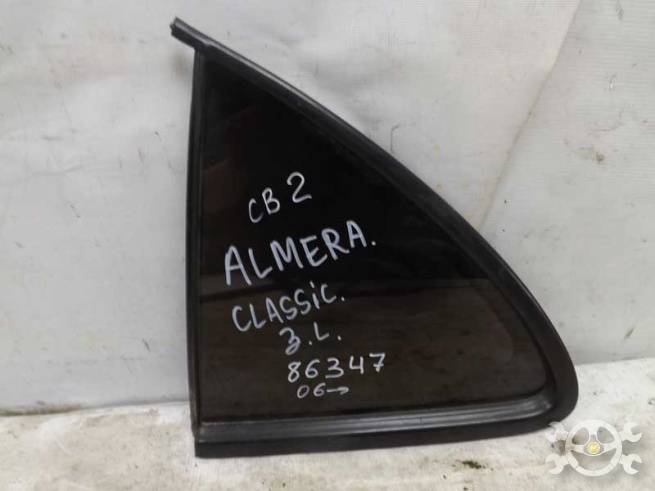 CB2
ALMERA.
CLASSIC.
З.L.
86347
06→